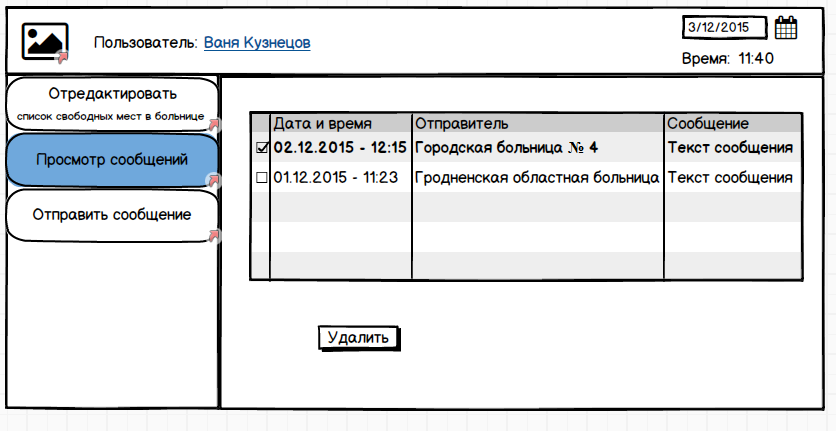 Пользователь: Ваня Кузнецов
3/12/2015
Время: 11:40
Отредактировать
список свободных мест в больнице
Просмотр сообщений
Отправить сообщение
Дата и время Отправитель Сообщение
02.12.2015 - 12:15 Городская больница № 4 Текст сообщения
01.12.2015 - 11:23 Гродненская областная больница Текст сообщения
Удалить